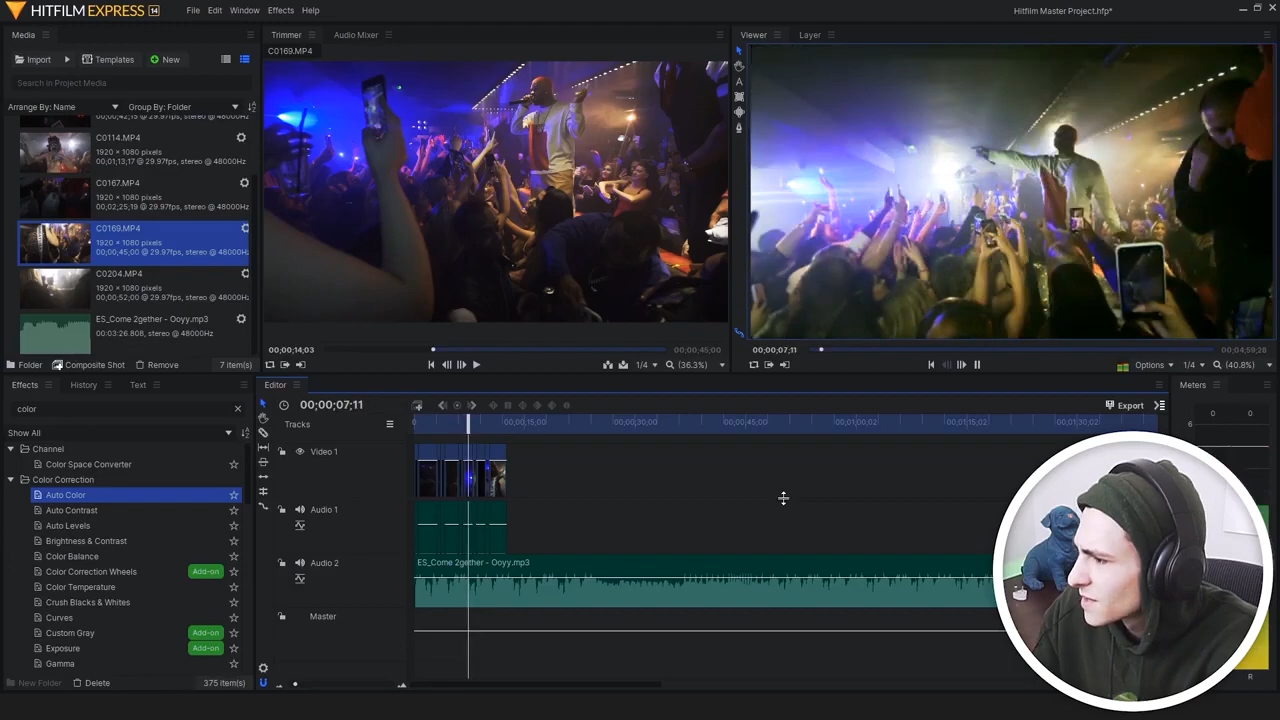 HITFILM EXPRESS 14
File Edit Window Effects Help
Hitfilm Master Project.hfp*
Media
Import Templates New
Search in Project Media
Arrange By: Name Group By: Folder
C0114.MP4
1920 × 1080 pixels
00;01;13;17 @ 29.97fps, stereo @ 48000Hz
C0167.MP4
1920 × 1080 pixels
00;02;25;19 @ 29.97fps, stereo @ 48000Hz
C0169.MP4
1920 × 1080 pixels
00;00;45;00 @ 29.97fps, stereo @ 48000Hz
C0204.MP4
1920 × 1080 pixels
00;00;52;00 @ 29.97fps, stereo @ 48000Hz
ES_Come 2gether - Ooyy.mp3
00:03:26.808, stereo @ 48000Hz
Folder Composite Shot Remove 7 item(s)
Trimmer Audio Mixer
C0169.MP4
00;00;14;03 00;00;45;00
1/4 (36.3%)
Viewer Layer
00;00;07;11 00;04;59;28
Options 1/4 (40.8%)
Effects History Text
color
Show All
Channel
Color Space Converter
Color Correction
Auto Color
Auto Contrast
Auto Levels
Brightness & Contrast
Color Balance
Color Correction Wheels Add-on
Color Temperature
Crush Blacks & Whites
Curves
Custom Gray Add-on
Exposure Add-on
Gamma
New Folder Delete 375 item(s)
Editor
00;00;07;11 Export
Tracks
0 00;00;15;00 00;00;30;00 00;00;45;00 00;01;00;02 00;01;15;02 00;01;30;02
Video 1
Audio 1
Audio 2
ES_Come 2gether - Ooyy.mp3
Master
Meters
0 0
6
R